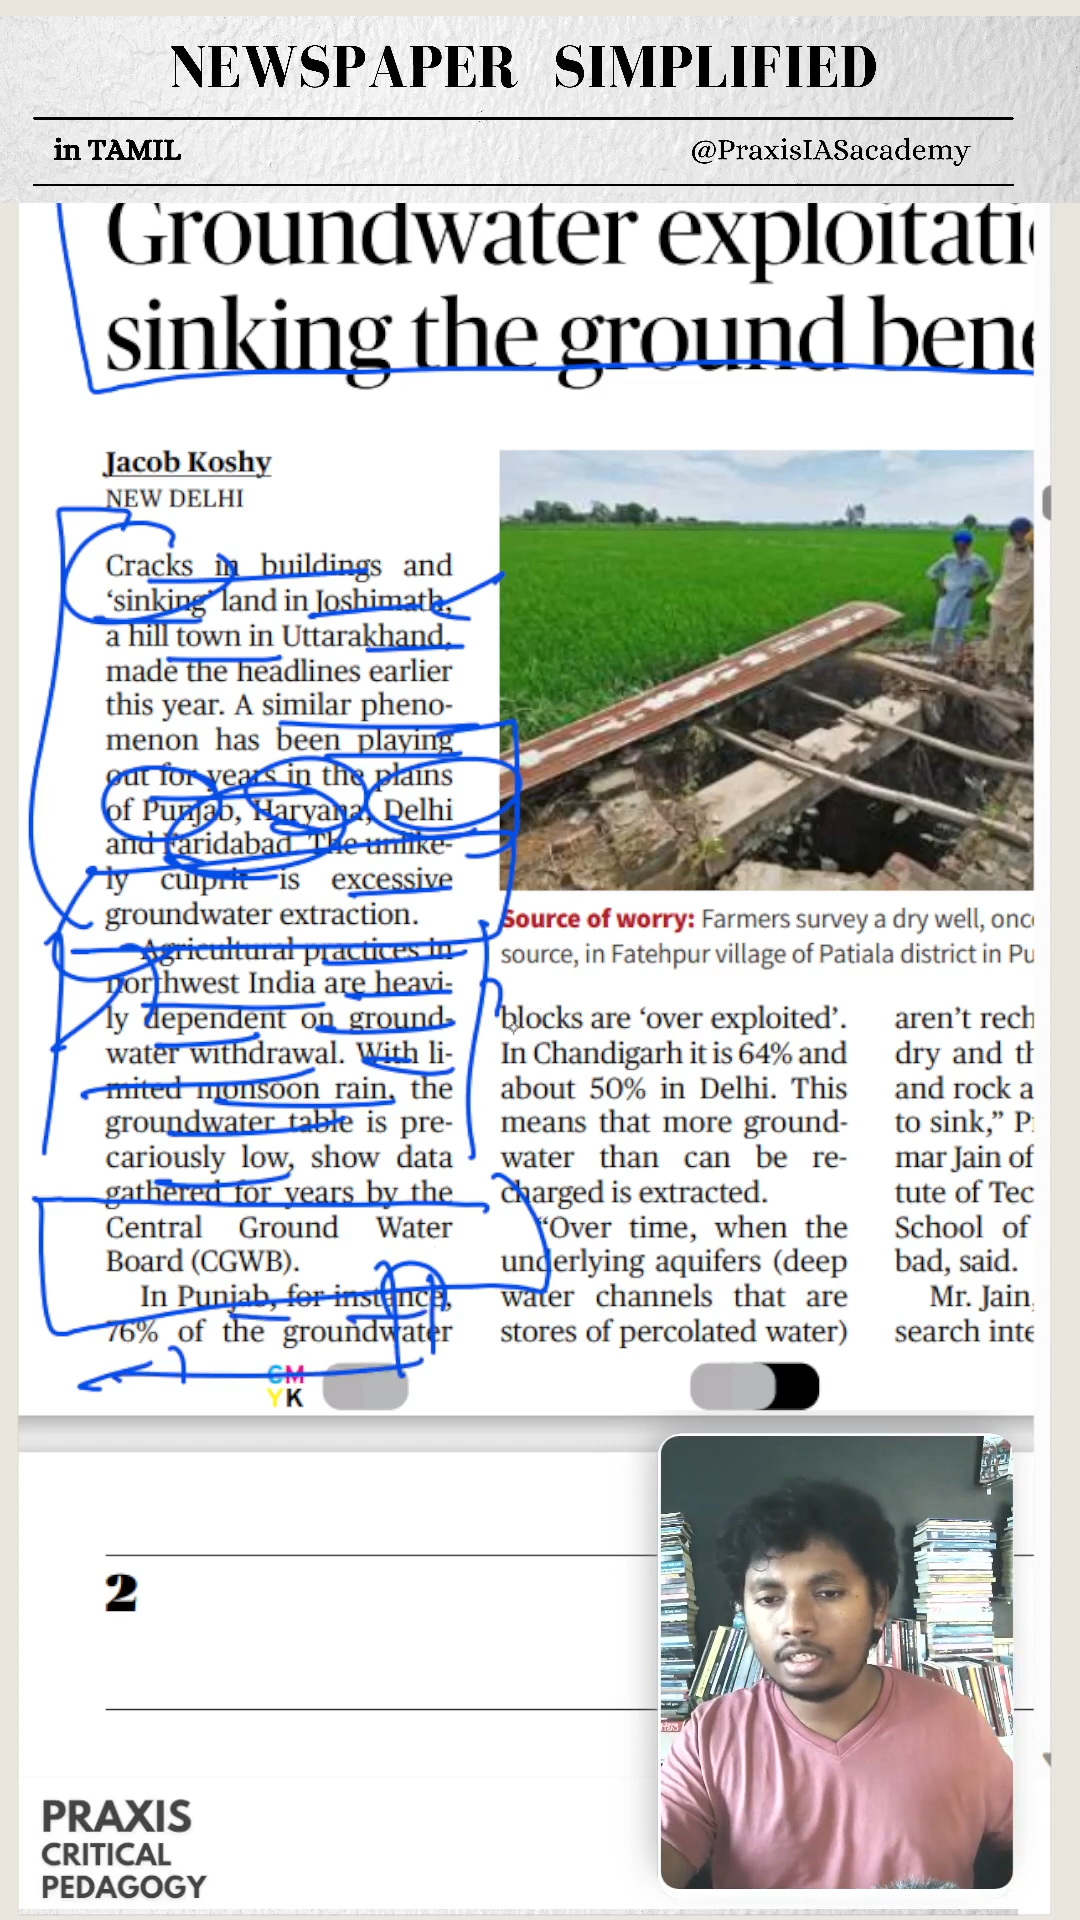 NEWSPAPER SIMPLIFIED
in TAMIL
@PraxisIASacademy
Groundwater exploitati
sinking the ground bene
Jacob Koshy
NEW DELHI
Cracks in buildings and
‘sinking’ land in Joshimath,
a hill town in Uttarakhand,
made the headlines earlier
this year. A similar pheno-
menon has been playing
out for years in the plains
of Punjab, Haryana, Delhi
and Faridabad. The unlike-
ly culprit is excessive
groundwater extraction.
Agricultural practices in
northwest India are heavi-
ly dependent on ground-
water withdrawal. With li-
mited monsoon rain, the
groundwater table is pre-
cariously low, show data
gathered for years by the
Central Ground Water
Board (CGWB).
In Punjab, for instance,
76% of the groundwater
Source of worry: Farmers survey a dry well, onc
source, in Fatehpur village of Patiala district in Pu
blocks are ‘over exploited’.
In Chandigarh it is 64% and
about 50% in Delhi. This
means that more ground-
water than can be re-
charged is extracted.
“Over time, when the
underlying aquifers (deep
water channels that are
stores of percolated water)
aren’t rech
dry and th
and rock a
to sink,” P
mar Jain of
tute of Tec
School of
bad, said.
Mr. Jain,
search inte
CM
YK
2
PRAXIS
CRITICAL
PEDAGOGY